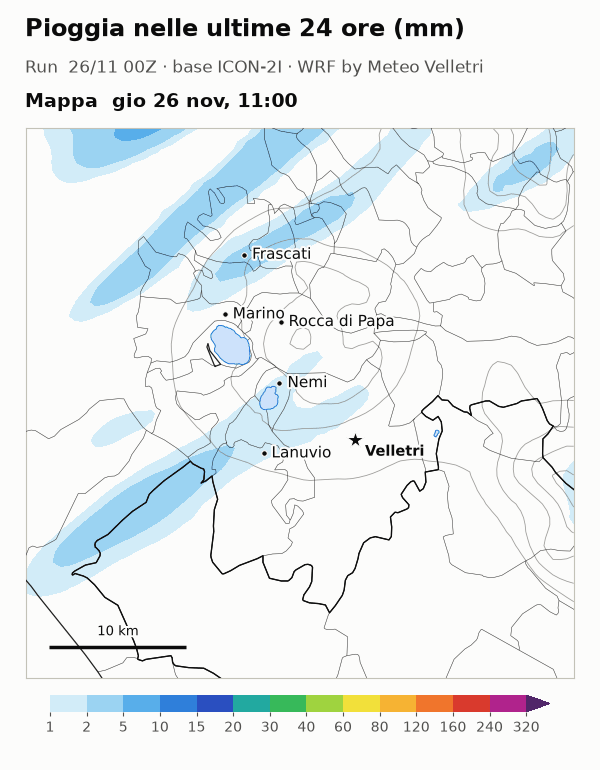 Pioggia nelle ultime 24 ore (mm)
Run 26/11 00Z · base ICON-2I · WRF by Meteo Velletri
Mappa gio 26 nov, 11:00
Frascati
Marino
Rocca di Papa
Nemi
Velletri
Lanuvio
10 km
1 2 5 10 15 20 30 40 60 80 120 160 240 320